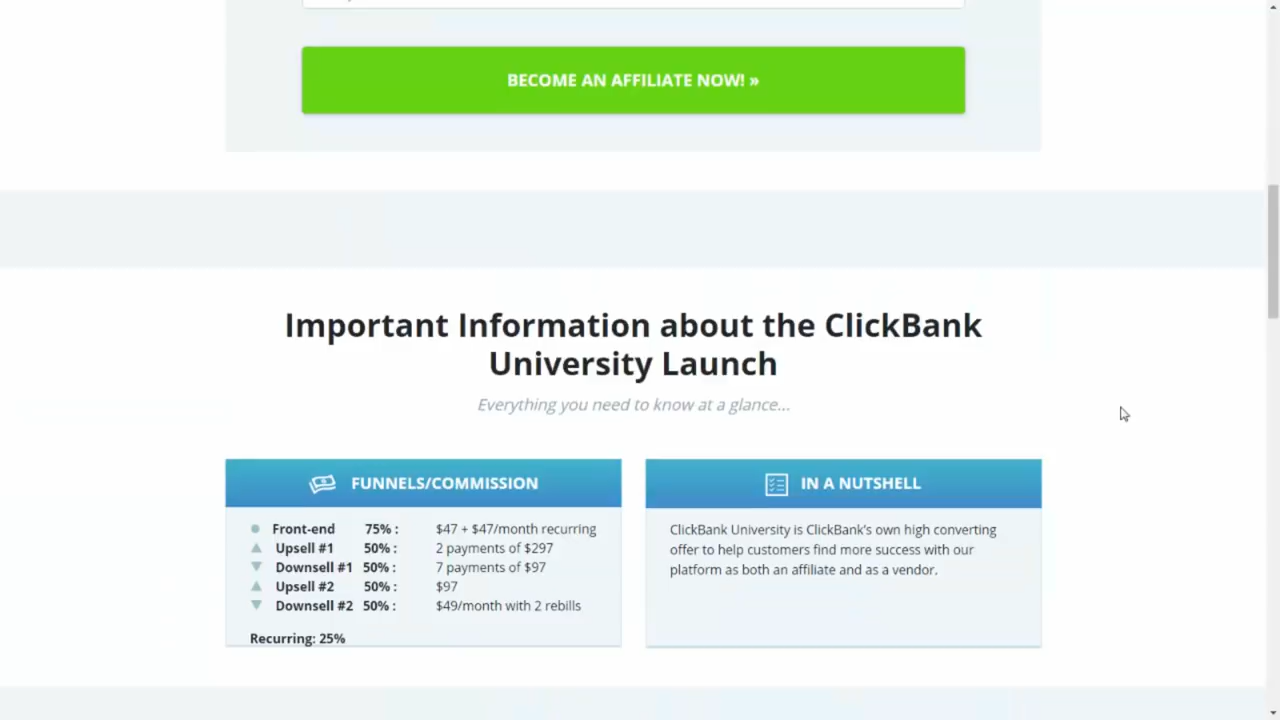 BECOME AN AFFILIATE NOW! »
Important Information about the ClickBank
University Launch
Everything you need to know at a glance...
FUNNELS/COMMISSION
Front-end 75% : $47 + $47/month recurring
Upsell #1 50% : 2 payments of $297
Downsell #1 50% : 7 payments of $97
Upsell #2 50% : $97
Downsell #2 50% : $49/month with 2 rebills
Recurring: 25%
IN A NUTSHELL
ClickBank University is ClickBank's own high converting
offer to help customers find more success with our
platform as both an affiliate and as a vendor.